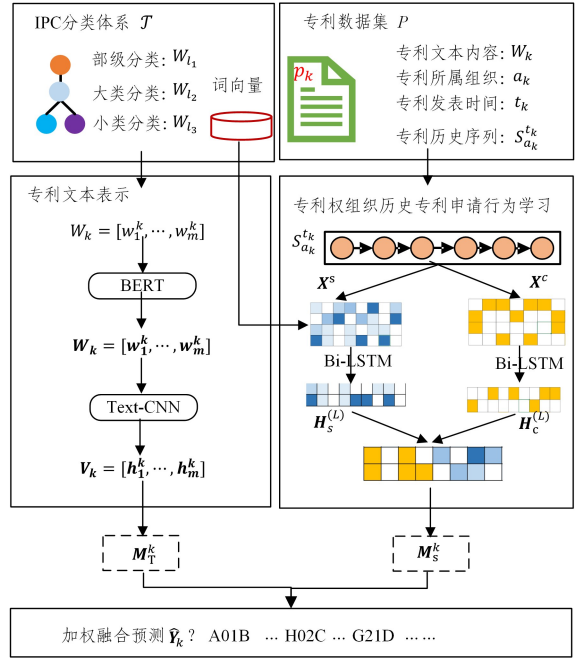 IPC分类体系 𝒯
部级分类: W_{l_1}
大类分类: W_{l_2}
小类分类: W_{l_3}
词向量
专利数据集 P
p_k
专利文本内容: W_k
专利所属组织: a_k
专利发表时间: t_k
专利历史序列: S_{a_k}^{t_k}
专利文本表示
W_k = [w_1^k, ⋯, w_m^k]
BERT
W_k = [w_1^k, ⋯, w_m^k]
Text-CNN
V_k = [h_1^k, ⋯, h_m^k]
M_T^k
专利权组织历史专利申请行为学习
S_{a_k}^{t_k}
X^s
X^c
Bi-LSTM
Bi-LSTM
H_s^{(L)}
H_c^{(L)}
M_s^k
加权融合预测 Ŷ_k? A01B … H02C … G21D … …